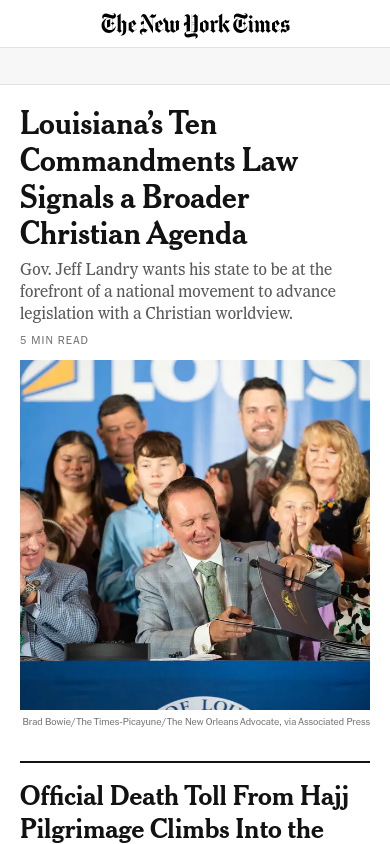 The New York Times
Louisiana’s Ten
Commandments Law
Signals a Broader
Christian Agenda
Gov. Jeff Landry wants his state to be at the
forefront of a national movement to advance
legislation with a Christian worldview.
5 MIN READ
LOUIS
OF LOU
Brad Bowie/The Times-Picayune/The New Orleans Advocate, via Associated Press
Official Death Toll From Hajj
Pilgrimage Climbs Into the